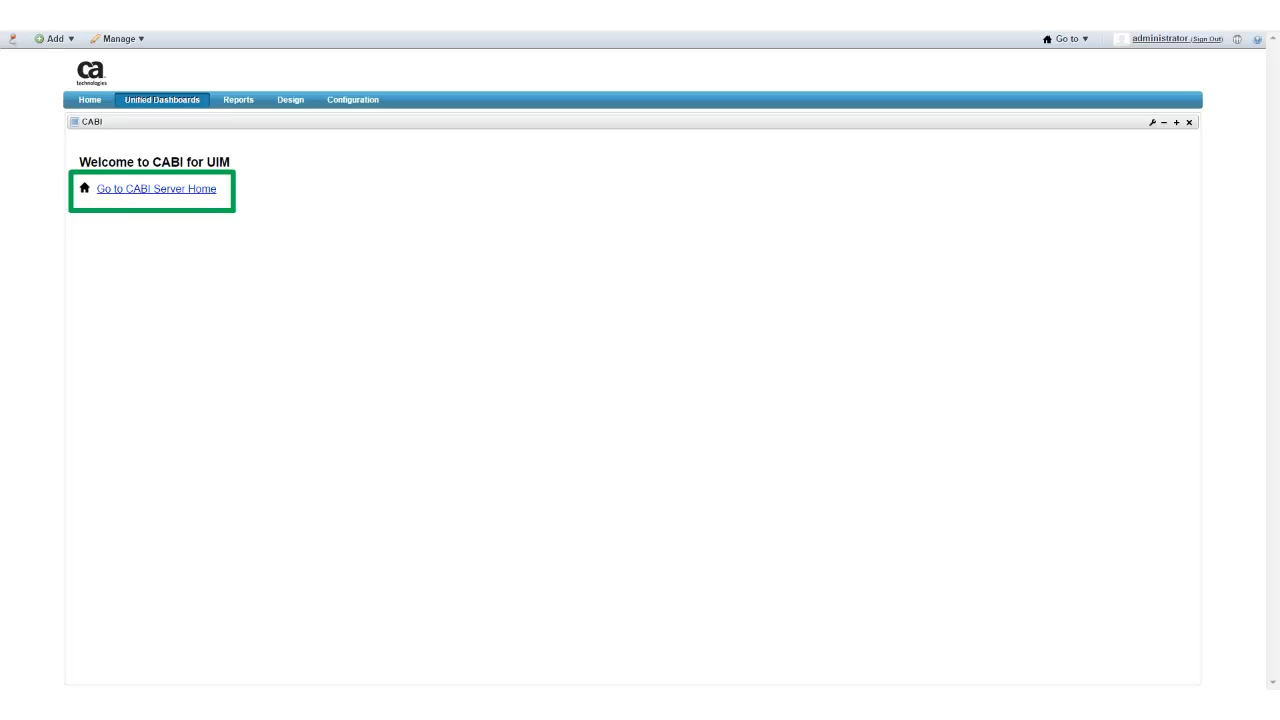 Add ▼ Manage ▼ Go to ▼ administrator (Sign Out)
ca
technologies
Home Unified Dashboards Reports Design Configuration
CABI
Welcome to CABI for UIM
Go to CABI Server Home